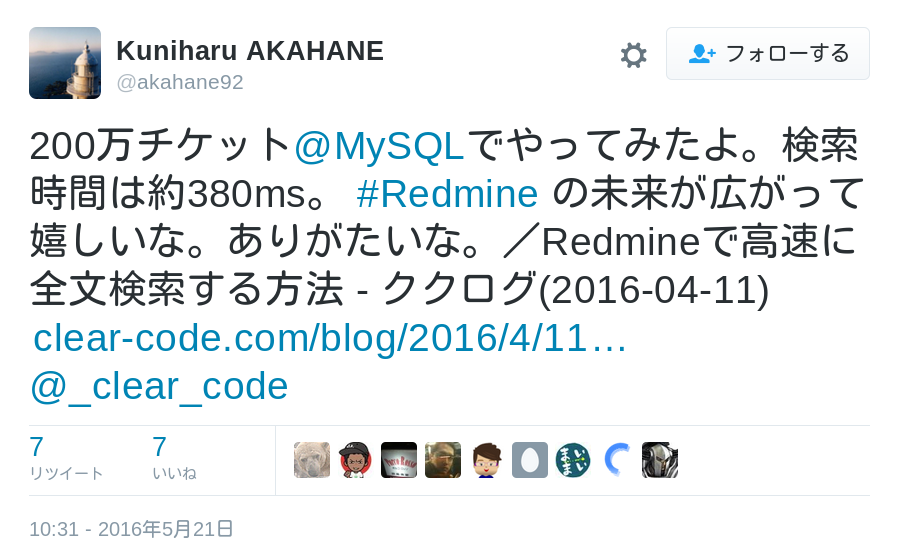 Kuniharu AKAHANE
@akahane92
フォローする
200万チケット@MySQLでやってみたよ。検索
時間は約380ms。 #Redmine の未来が広がって
嬉しいな。ありがたいな。／Redmineで高速に
全文検索する方法 - ククログ(2016-04-11)
clear-code.com/blog/2016/4/11…
@_clear_code
7 7
リツイート いいね
10:31 - 2016年5月21日